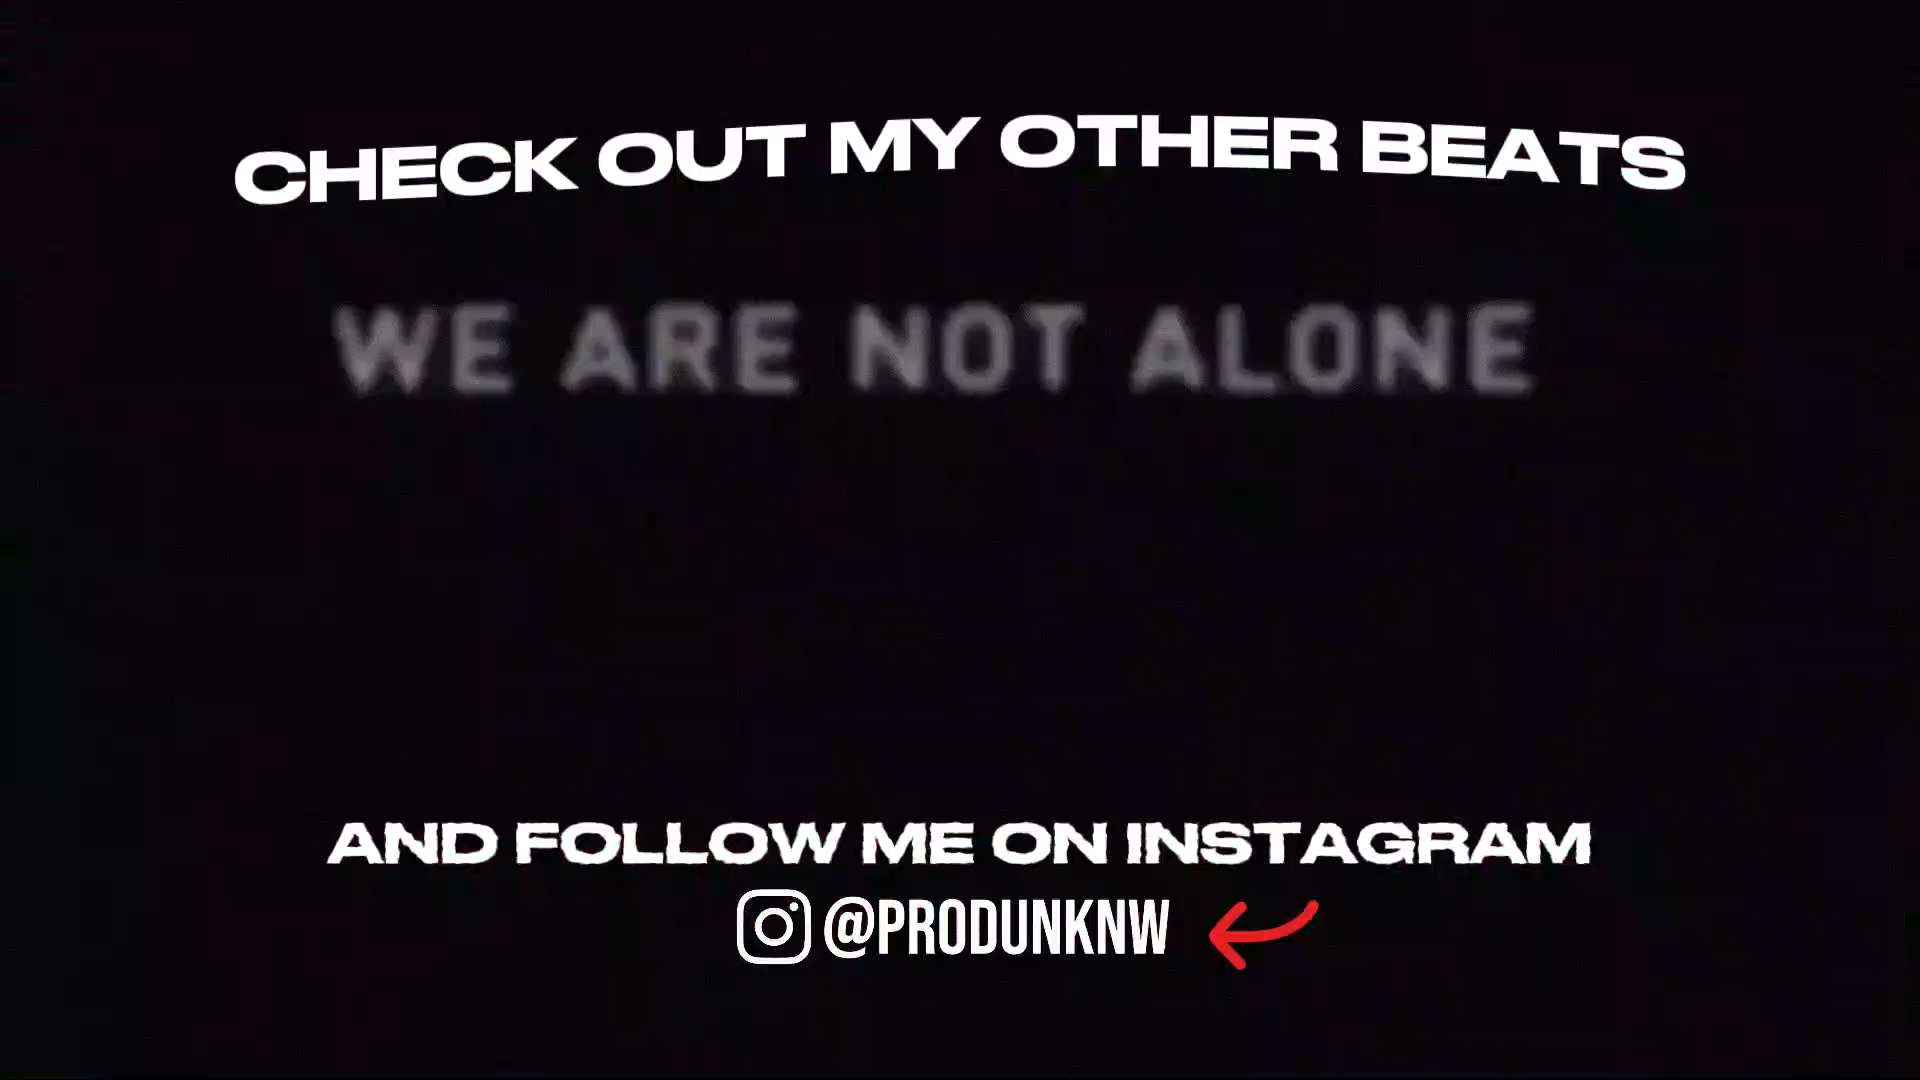 CHECK OUT MY OTHER BEATS
WE ARE NOT ALONE
AND FOLLOW ME ON INSTAGRAM
@PRODUNKNW